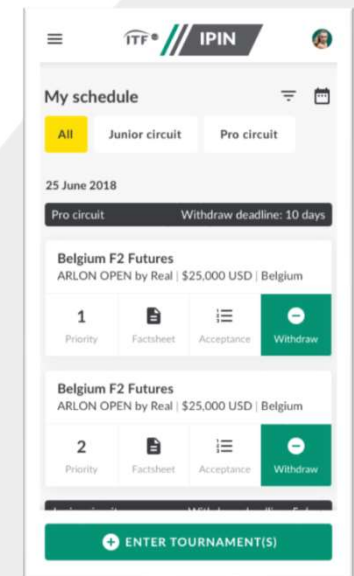 ITF IPIN
My schedule
All Junior circuit Pro circuit
25 June 2018
Pro circuit Withdraw deadline: 10 days
Belgium F2 Futures
ARLON OPEN by Real | $25,000 USD | Belgium
1
Priority Factsheet Acceptance Withdraw
Belgium F2 Futures
ARLON OPEN by Real | $25,000 USD | Belgium
2
Priority Factsheet Acceptance Withdraw
ENTER TOURNAMENT(S)